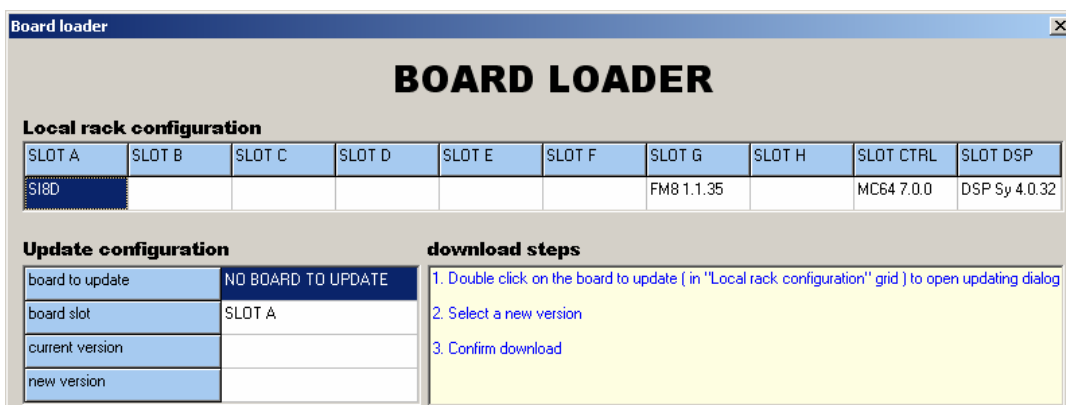 Board loader
BOARD LOADER
Local rack configuration
SLOT A SLOT B SLOT C SLOT D SLOT E SLOT F SLOT G SLOT H SLOT CTRL SLOT DSP
SI8D FM8 1.1.35 MC64 7.0.0 DSP Sy 4.0.32
Update configuration
board to update NO BOARD TO UPDATE
board slot SLOT A
current version
new version
download steps
1. Double click on the board to update ( in "Local rack configuration" grid ) to open updating dialog
2. Select a new version
3. Confirm download